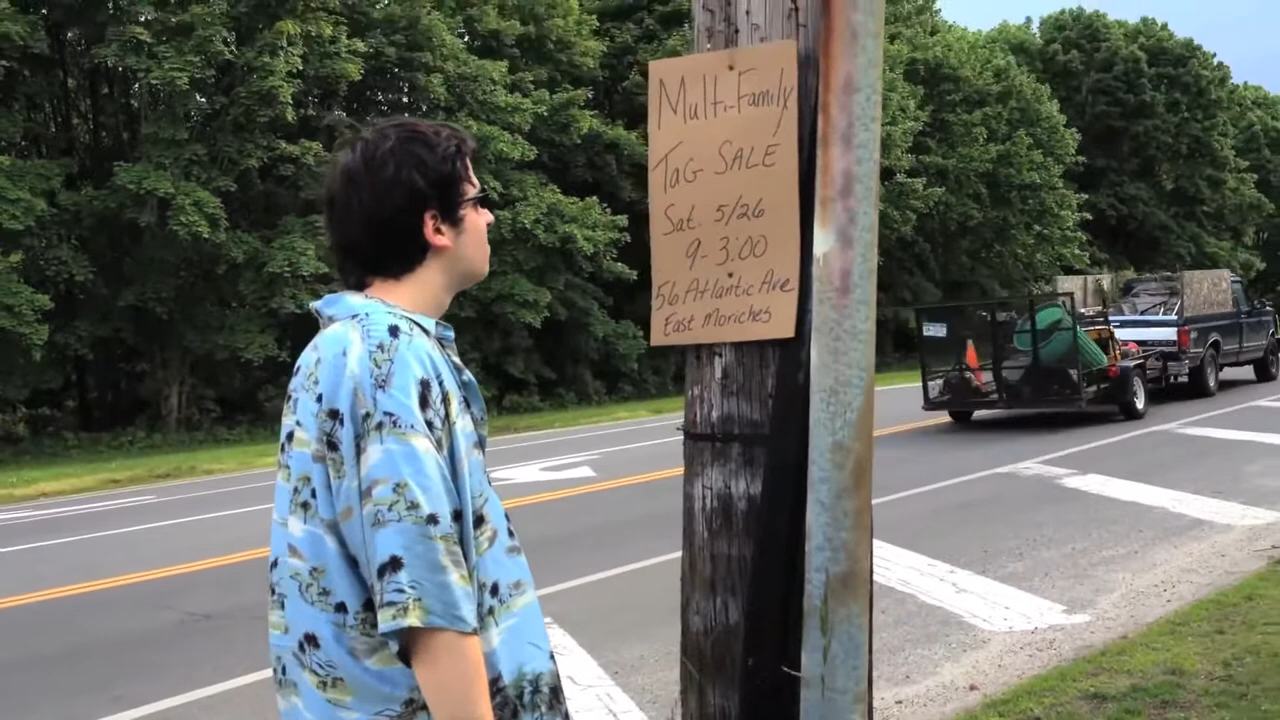 Multi-Family
TaG SALE
Sat. 5/26
9-3:00
56 Atlantic Ave
East Moriches